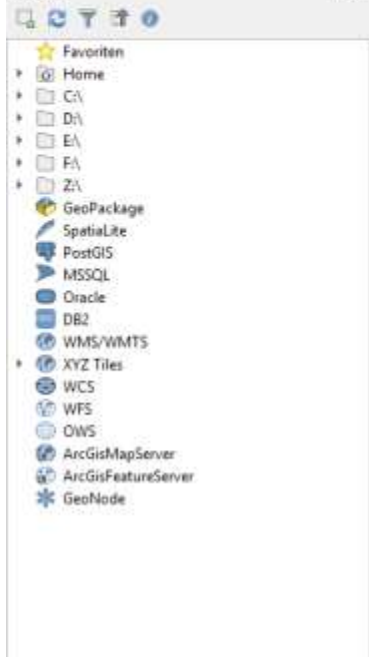 Favoriten
Home
C:\
D:\
E:\
F:\
Z:\
GeoPackage
SpatiaLite
PostGIS
MSSQL
Oracle
DB2
WMS/WMTS
XYZ Tiles
WCS
WFS
OWS
ArcGisMapServer
ArcGisFeatureServer
GeoNode